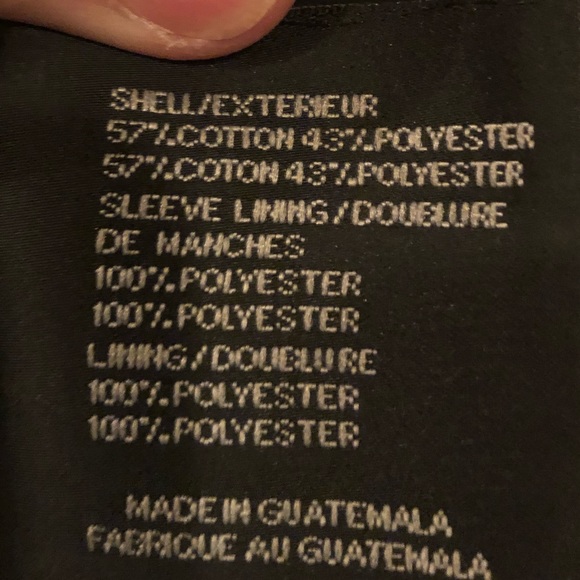 SHELL/EXTERIEUR
57%COTTON 43%POLYESTER
57%COTON 43%POLYESTER
SLEEVE LINING/DOUBLURE
DE MANCHES
100%POLYESTER
100%POLYESTER
LINING/DOUBLURE
100%POLYESTER
100%POLYESTER
MADE IN GUATEMALA
FABRIQUE AU GUATEMALA